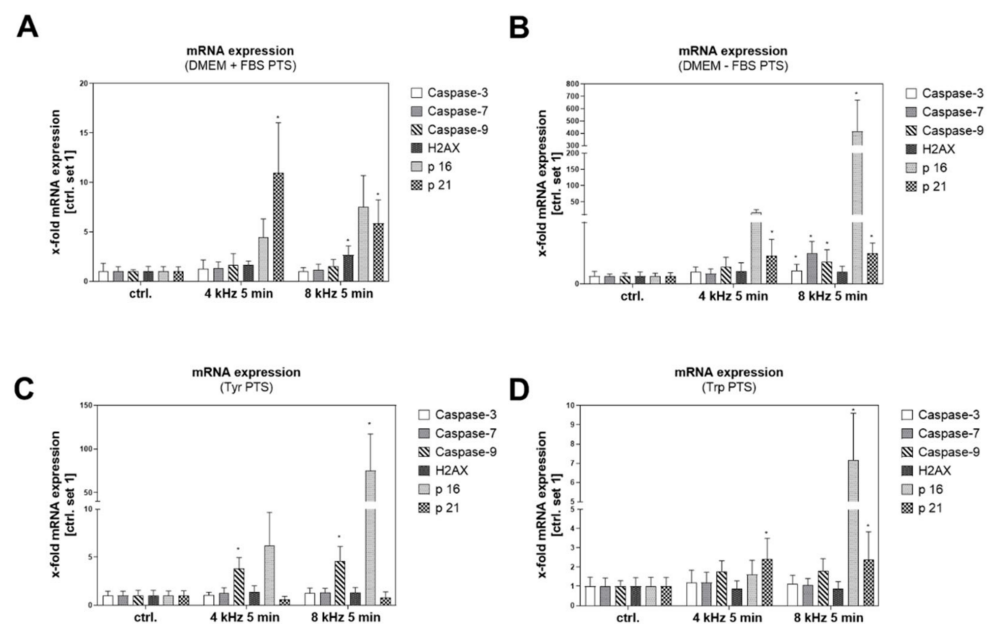 A
mRNA expression
(DMEM + FBS PTS)
x-fold mRNA expression
[ctrl. set 1]
20
15
10
5
0
* * *
ctrl. 4 kHz 5 min 8 kHz 5 min
Caspase-3
Caspase-7
Caspase-9
H2AX
p 16
p 21
B
mRNA expression
(DMEM - FBS PTS)
x-fold mRNA expression
[ctrl. set 1]
800
700
600
500
400
300
200
150
100
50
0
* * * * * *
ctrl. 4 kHz 5 min 8 kHz 5 min
Caspase-3
Caspase-7
Caspase-9
H2AX
p 16
p 21
C
mRNA expression
(Tyr PTS)
x-fold mRNA expression
[ctrl. set 1]
150
100
50
10
5
0
* * *
ctrl. 4 kHz 5 min 8 kHz 5 min
Caspase-3
Caspase-7
Caspase-9
H2AX
p 16
p 21
D
mRNA expression
(Trp PTS)
x-fold mRNA expression
[ctrl. set 1]
10
9
8
7
6
5
5
4
3
2
1
0
* * *
ctrl. 4 kHz 5 min 8 kHz 5 min
Caspase-3
Caspase-7
Caspase-9
H2AX
p 16
p 21